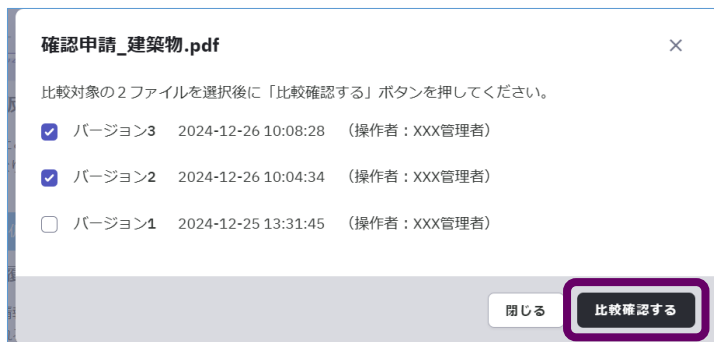 確認申請_建築物.pdf
比較対象の２ファイルを選択後に「比較確認する」ボタンを押してください。
バージョン3 2024-12-26 10:08:28 （操作者：XXX管理者）
バージョン2 2024-12-26 10:04:34 （操作者：XXX管理者）
バージョン1 2024-12-25 13:31:45 （操作者：XXX管理者）
閉じる 比較確認する